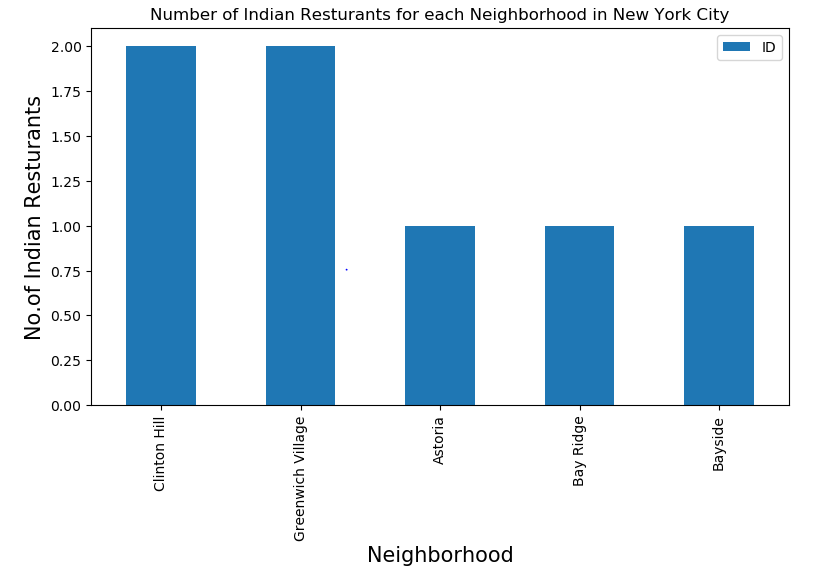 Number of Indian Resturants for each Neighborhood in New York City
ID
No.of Indian Resturants
2.00
1.75
1.50
1.25
1.00
0.75
0.50
0.25
0.00
Clinton Hill
Greenwich Village
Astoria
Bay Ridge
Bayside
Neighborhood